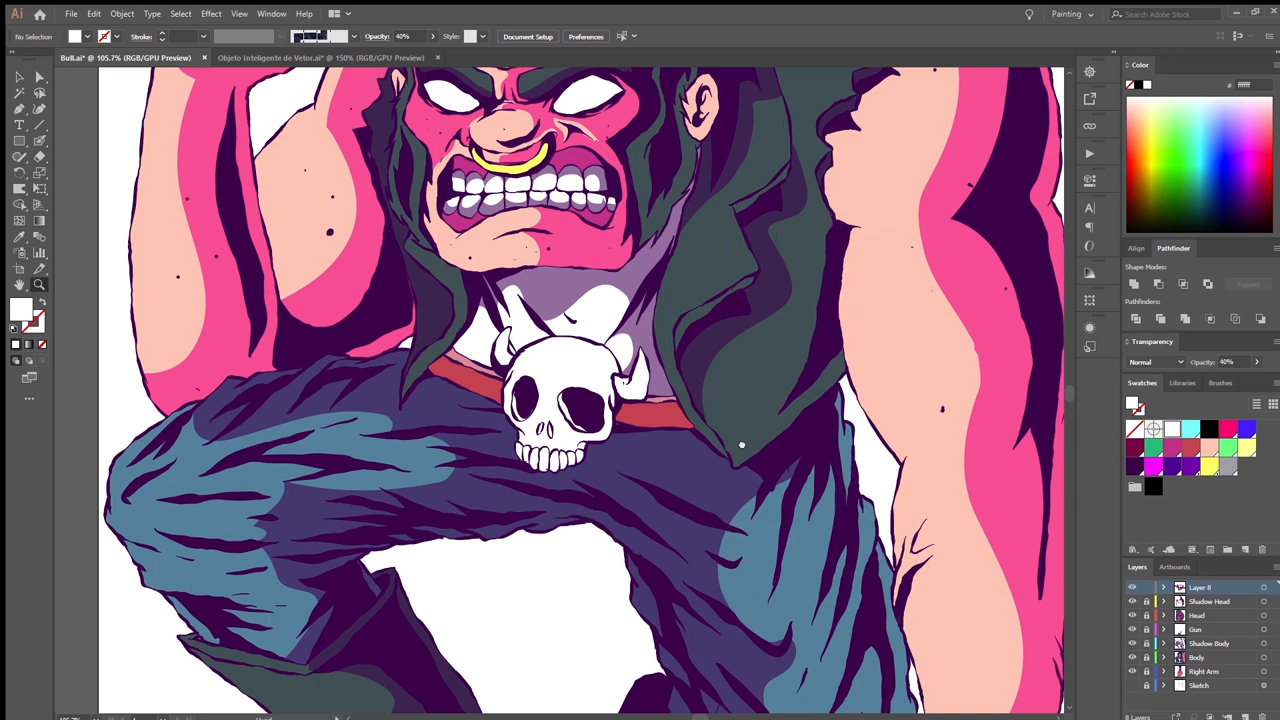 Ai File Edit Object Type Select Effect View Window Help Painting Search Adobe Stock
No Selection Stroke: Opacity: 40% Style: Document Setup Preferences
Bull.ai* @ 105.7% (RGB/GPU Preview) × Objeto Inteligente de Vetor.ai* @ 150% (RGB/GPU Preview) ×
Color
#
Align Pathfinder
Shape Modes:
Expand
Pathfinders:
Transparency
Normal Opacity: 40%
Swatches Libraries Brushes
Layers Artboards
Layer 8
Shadow Head
Head
Gun
Shadow Body
Body
Right Arm
Sketch
8 Layers
Hand